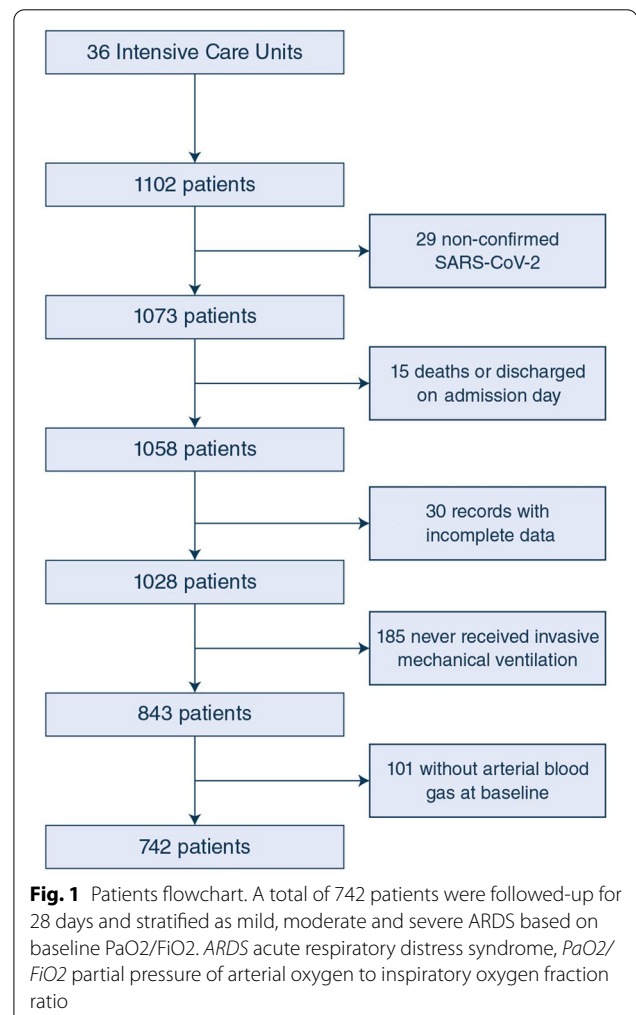 36 Intensive Care Units
1102 patients
29 non-confirmed
SARS-CoV-2
1073 patients
15 deaths or discharged
on admission day
1058 patients
30 records with
incomplete data
1028 patients
185 never received invasive
mechanical ventilation
843 patients
101 without arterial blood
gas at baseline
742 patients
Fig. 1 Patients flowchart. A total of 742 patients were followed-up for
28 days and stratified as mild, moderate and severe ARDS based on
baseline PaO2/FiO2. ARDS acute respiratory distress syndrome, PaO2/
FiO2 partial pressure of arterial oxygen to inspiratory oxygen fraction
ratio